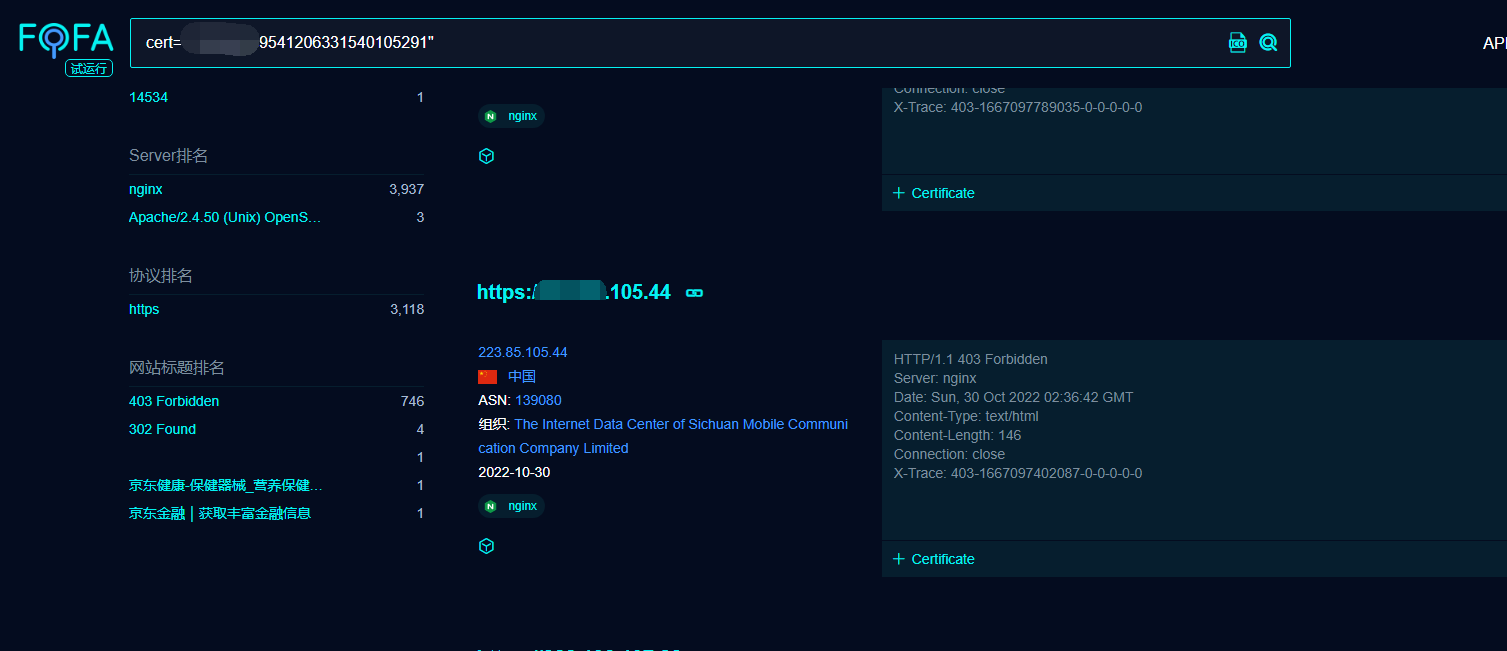 FOFA
试运行
cert=
9541206331540105291"
API
14534 1
Server排名
nginx 3,937
Apache/2.4.50 (Unix) OpenS... 3
协议排名
https 3,118
网站标题排名
403 Forbidden 746
302 Found 4
1
京东健康-保健器械_营养保健... 1
京东金融 | 获取丰富金融信息 1
nginx
https:/
.105.44
223.85.105.44
中国
ASN: 139080
组织: The Internet Data Center of Sichuan Mobile Communi
cation Company Limited
2022-10-30
nginx
Connection: close
X-Trace: 403-1667097789035-0-0-0-0-0
+ Certificate
HTTP/1.1 403 Forbidden
Server: nginx
Date: Sun, 30 Oct 2022 02:36:42 GMT
Content-Type: text/html
Content-Length: 146
Connection: close
X-Trace: 403-1667097402087-0-0-0-0-0
+ Certificate